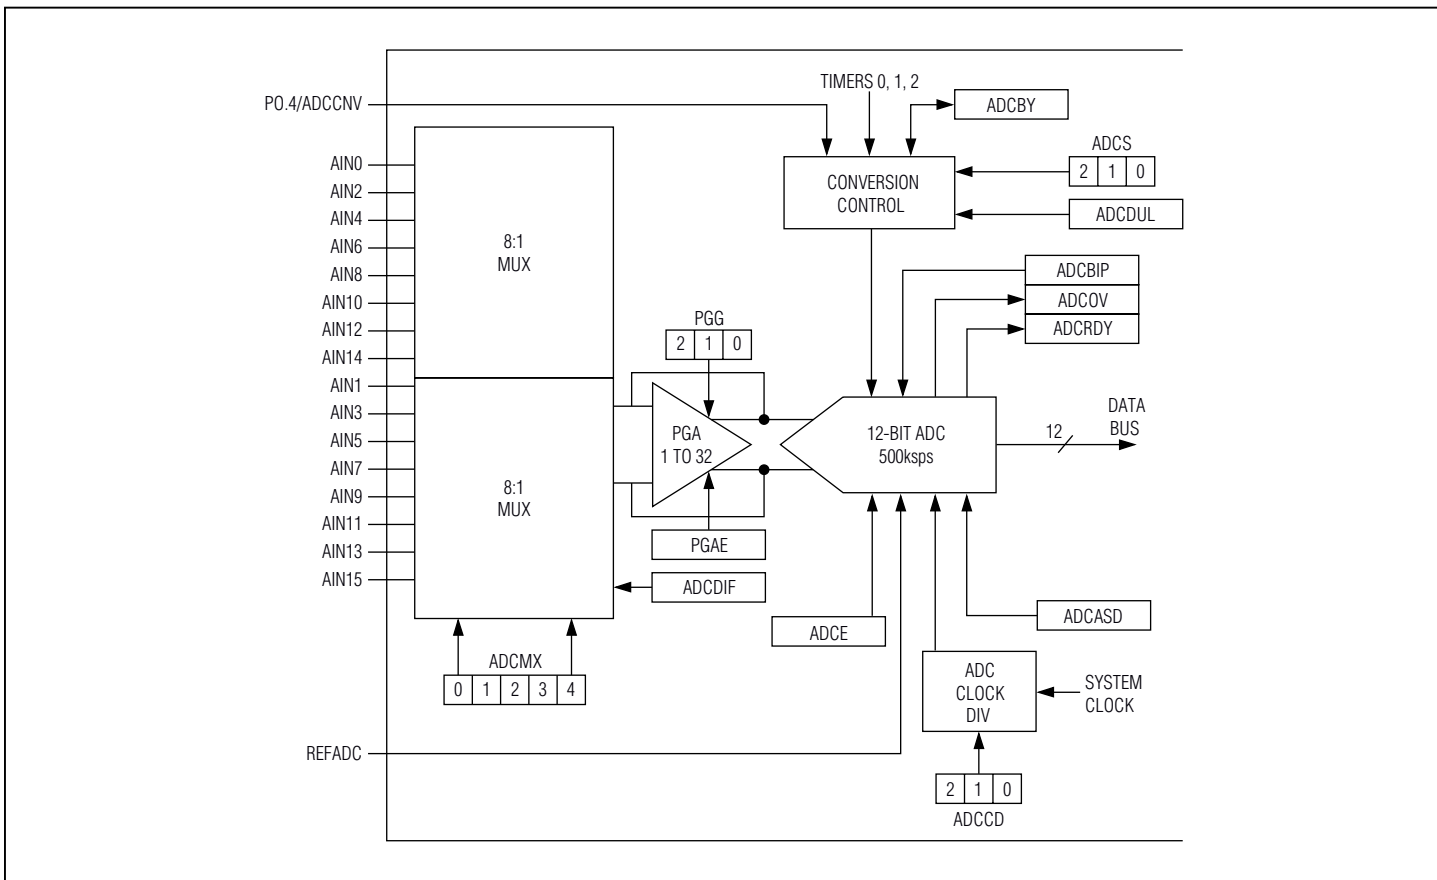 TIMERS 0, 1, 2
PO.4/ADCCNV
ADCBY
ADCS
2 1 0
CONVERSION
CONTROL
ADCDUL
AIN0
AIN2
AIN4
AIN6
AIN8
AIN10
AIN12
AIN14
8:1
MUX
AIN1
AIN3
AIN5
AIN7
AIN9
AIN11
AIN13
AIN15
8:1
MUX
ADCBIP
ADCOV
ADCRDY
PGG
2 1 0
PGA
1 TO 32
12-BIT ADC
500ksps
12
DATA
BUS
PGAE
ADCDIF
ADCE
ADCASD
ADCMX
0 1 2 3 4
ADC
CLOCK
DIV
SYSTEM
CLOCK
REFADC
2 1 0
ADCCD